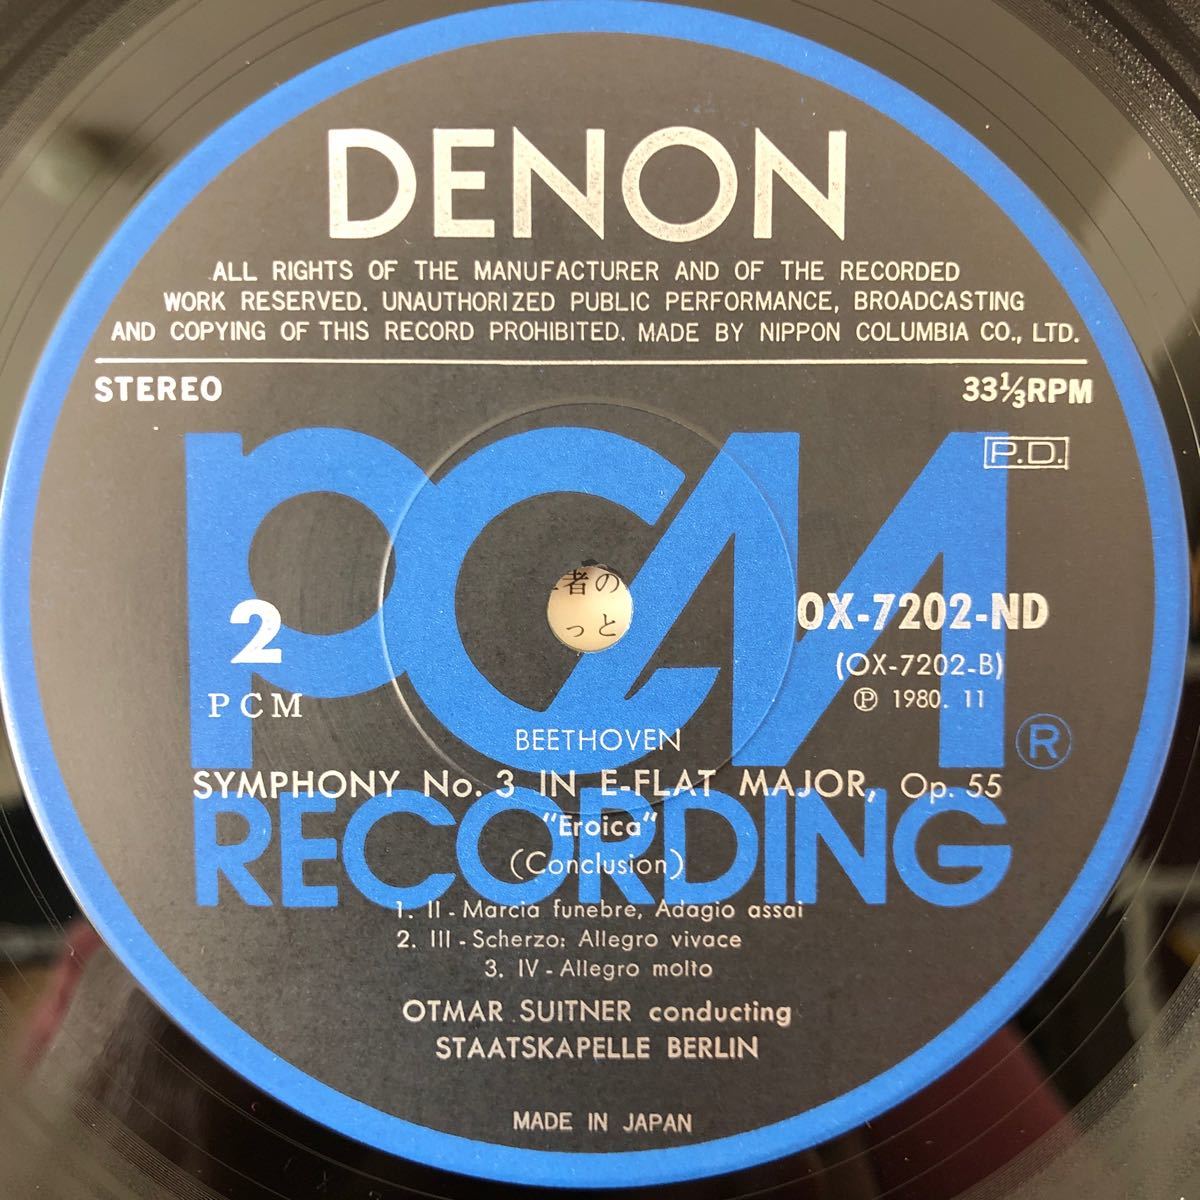 DENON
ALL RIGHTS OF THE MANUFACTURER AND OF THE RECORDED
WORK RESERVED. UNAUTHORIZED PUBLIC PERFORMANCE, BROADCASTING
AND COPYING OF THIS RECORD PROHIBITED. MADE BY NIPPON COLUMBIA CO., LTD.
STEREO
33⅓RPM
P.D.
PCM
RECORDING
®
2
PCM
OX-7202-ND
(OX-7202-B)
Ⓟ 1980. 11
者の
っと
BEETHOVEN
SYMPHONY No. 3 IN E-FLAT MAJOR, Op. 55
"Eroica"
(Conclusion)
1. II - Marcia funebre, Adagio assai
2. III - Scherzo: Allegro vivace
3. IV - Allegro molto
OTMAR SUITNER conducting
STAATSKAPELLE BERLIN
MADE IN JAPAN